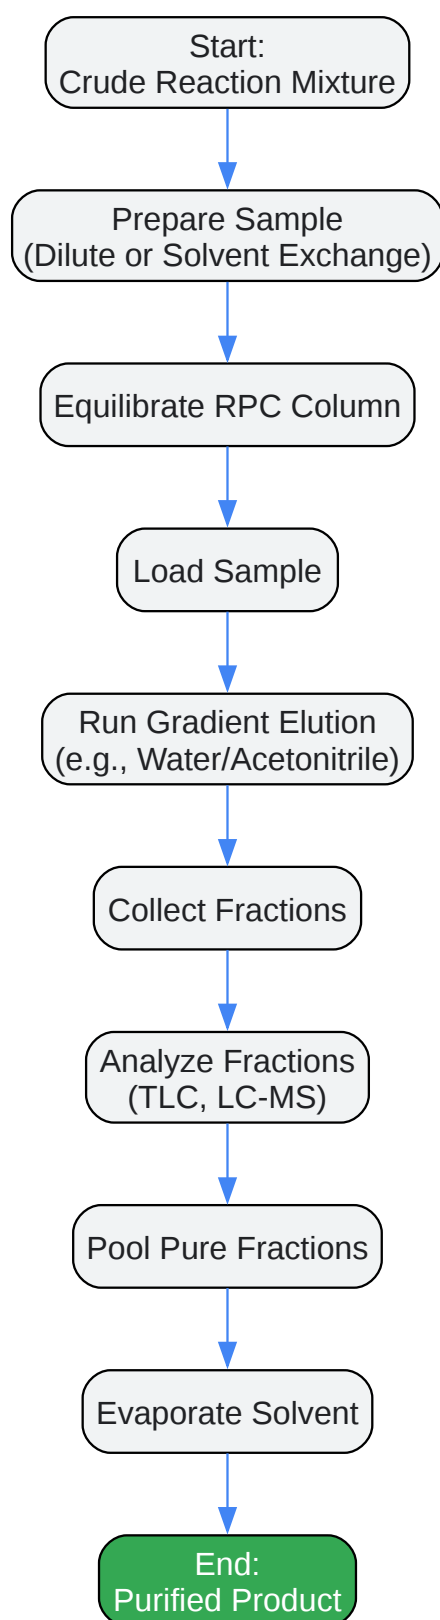 Start:
Crude Reaction Mixture
Prepare Sample
(Dilute or Solvent Exchange)
Equilibrate RPC Column
Load Sample
Run Gradient Elution
(e.g., Water/Acetonitrile)
Collect Fractions
Analyze Fractions
(TLC, LC-MS)
Pool Pure Fractions
Evaporate Solvent
End:
Purified Product